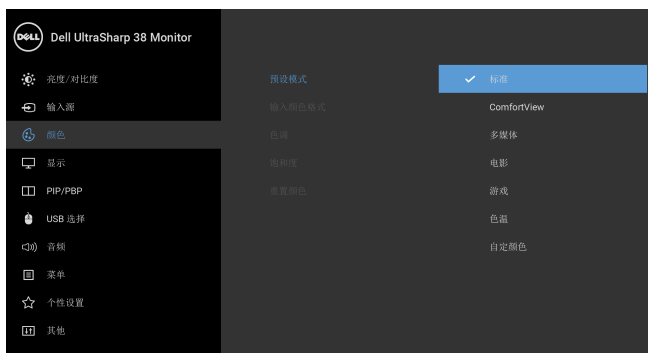 DELL
Dell UltraSharp 38 Monitor
亮度/对比度
预设模式
标准
输入源
输入颜色格式
ComfortView
颜色
色调
多媒体
显示
饱和度
电影
PIP/PBP
重置颜色
游戏
USB 选择
色温
音频
自定颜色
菜单
个性设置
其他